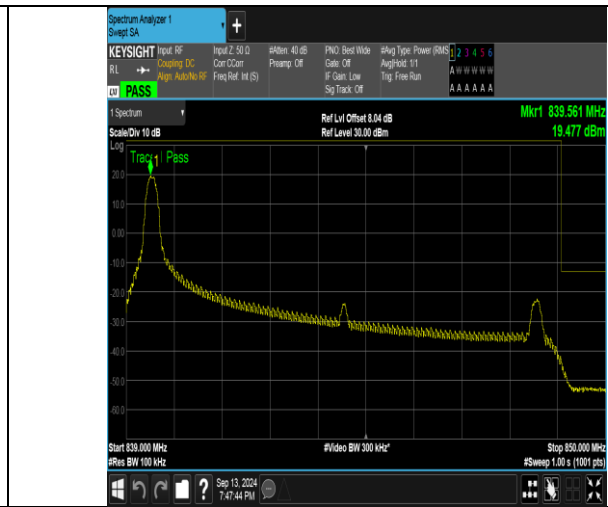 Spectrum Analyzer 1
Swept SA
+
KEYSIGHT Input: RF Input Z: 50 Ω #Atten: 40 dB PNO: Best Wide #Avg Type: Power (RMS 1 2 3 4 5 6
RL Coupling: DC Corr CCorr Preamp: Off Gate: Off Avg|Hold: 1/1 A W W W W W
Align: Auto/No RF Freq Ref: Int (S) IF Gain: Low Trig: Free Run
LXI PASS Sig Track: Off A A A A A A
1 Spectrum Ref Lvl Offset 8.04 dB Mkr1 839.561 MHz
Scale/Div 10 dB Ref Level 30.00 dBm 19.477 dBm
Log
Trace 1 Pass
1
20.0
10.0
0.00
-10.0
-20.0
-30.0
-40.0
-50.0
-60.0
Start 839.000 MHz #Video BW 300 kHz* Stop 850.000 MHz
#Res BW 100 kHz #Sweep 1.00 s (1001 pts)
? Sep 13, 2024
7:47:44 PM